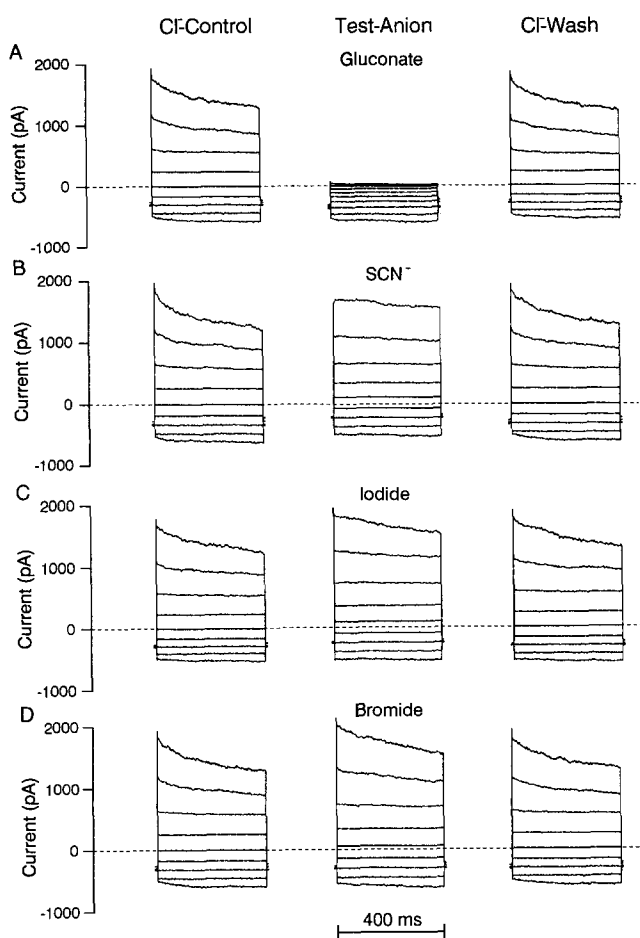 Cl⁻-Control Test-Anion Cl⁻-Wash
A Gluconate
2000
1000
0
-1000
Current (pA)
B SCN⁻
2000
1000
0
-1000
Current (pA)
C Iodide
2000
1000
0
-1000
Current (pA)
D Bromide
2000
1000
0
-1000
Current (pA)
400 ms